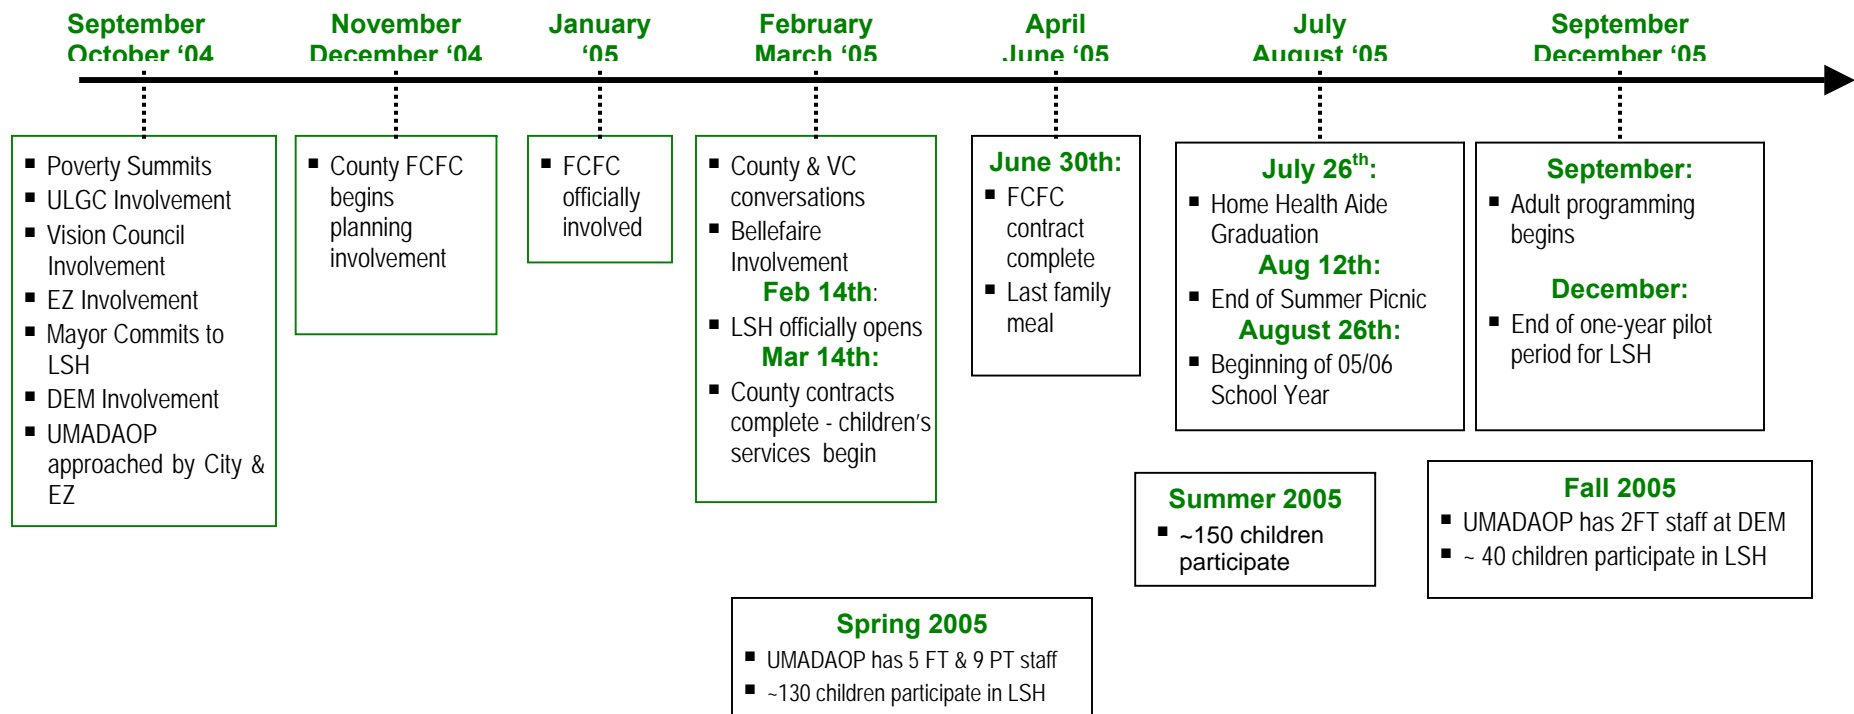 September
October ‘04
November
December ‘04
January
‘05
February
March ‘05
April
June ‘05
July
August ‘05
September
December ‘05
▪ Poverty Summits
▪ ULGC Involvement
▪ Vision Council
Involvement
▪ EZ Involvement
▪ Mayor Commits to
LSH
▪ DEM Involvement
▪ UMADAOP
approached by City &
EZ
▪ County FCFC
begins
planning
involvement
▪ FCFC
officially
involved
▪ County & VC
conversations
▪ Bellefaire
Involvement
Feb 14th:
▪ LSH officially opens
Mar 14th:
▪ County contracts
complete - children’s
services begin
June 30th:
▪ FCFC
contract
complete
▪ Last family
meal
July 26th:
▪ Home Health Aide
Graduation
Aug 12th:
▪ End of Summer Picnic
August 26th:
▪ Beginning of 05/06
School Year
September:
▪ Adult programming
begins
December:
▪ End of one-year pilot
period for LSH
Spring 2005
▪ UMADAOP has 5 FT & 9 PT staff
▪ ~130 children participate in LSH
Summer 2005
▪ ~150 children
participate
Fall 2005
▪ UMADAOP has 2FT staff at DEM
▪ ~ 40 children participate in LSH